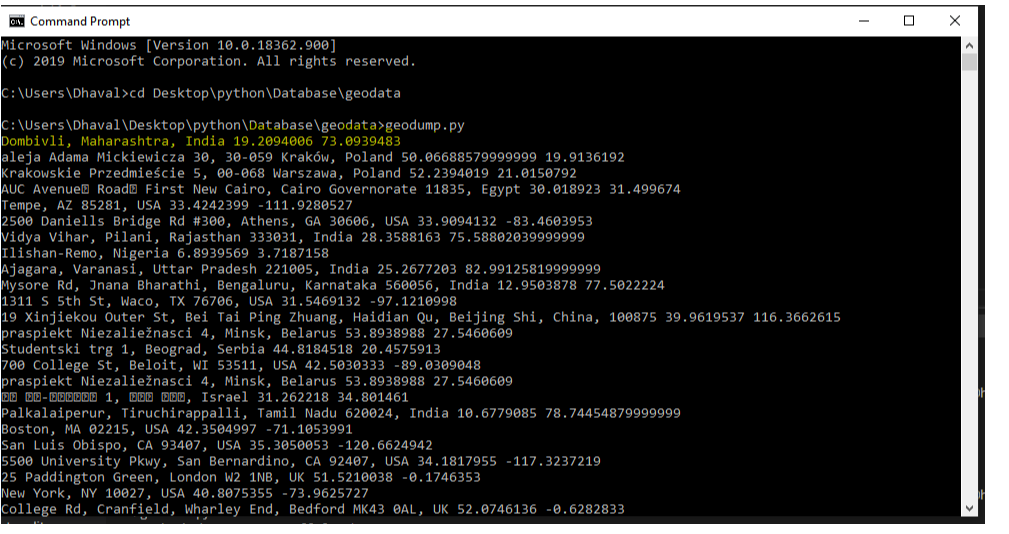 Command Prompt
Microsoft Windows [Version 10.0.18362.900]
(c) 2019 Microsoft Corporation. All rights reserved.
C:\Users\Dhaval>cd Desktop\python\Database\geodata
C:\Users\Dhaval\Desktop\python\Database\geodata>geodump.py
Dombivli, Maharashtra, India 19.2094006 73.0939483
aleja Adama Mickiewicza 30, 30-059 Kraków, Poland 50.06688579999999 19.9136192
Krakowskie Przedmieście 5, 00-068 Warszawa, Poland 52.2394019 21.0150792
AUC Avenue Road First New Cairo, Cairo Governorate 11835, Egypt 30.018923 31.499674
Tempe, AZ 85281, USA 33.4242399 -111.9280527
2500 Daniells Bridge Rd #300, Athens, GA 30606, USA 33.9094132 -83.4603953
Vidya Vihar, Pilani, Rajasthan 333031, India 28.3588163 75.58802039999999
Ilishan-Remo, Nigeria 6.8939569 3.7187158
Ajagara, Varanasi, Uttar Pradesh 221005, India 25.2677203 82.99125819999999
Mysore Rd, Jnana Bharathi, Bengaluru, Karnataka 560056, India 12.9503878 77.5022224
1311 S 5th St, Waco, TX 76706, USA 31.5469132 -97.1210998
19 Xinjiekou Outer St, Bei Tai Ping Zhuang, Haidian Qu, Beijing Shi, China, 100875 39.9619537 116.3662615
praspiekt Niezaliežnasci 4, Minsk, Belarus 53.8938988 27.5460609
Studentski trg 1, Beograd, Serbia 44.8184518 20.4575913
700 College St, Beloit, WI 53511, USA 42.5030333 -89.0309048
praspiekt Niezaliežnasci 4, Minsk, Belarus 53.8938988 27.5460609
1, Israel 31.262218 34.801461
Palkalaiperur, Tiruchirappalli, Tamil Nadu 620024, India 10.6779085 78.74454879999999
Boston, MA 02215, USA 42.3504997 -71.1053991
San Luis Obispo, CA 93407, USA 35.3050053 -120.6624942
5500 University Pkwy, San Bernardino, CA 92407, USA 34.1817955 -117.3237219
25 Paddington Green, London W2 1NB, UK 51.5210038 -0.1746353
New York, NY 10027, USA 40.8075355 -73.9625727
College Rd, Cranfield, Wharley End, Bedford MK43 0AL, UK 52.0746136 -0.6282833